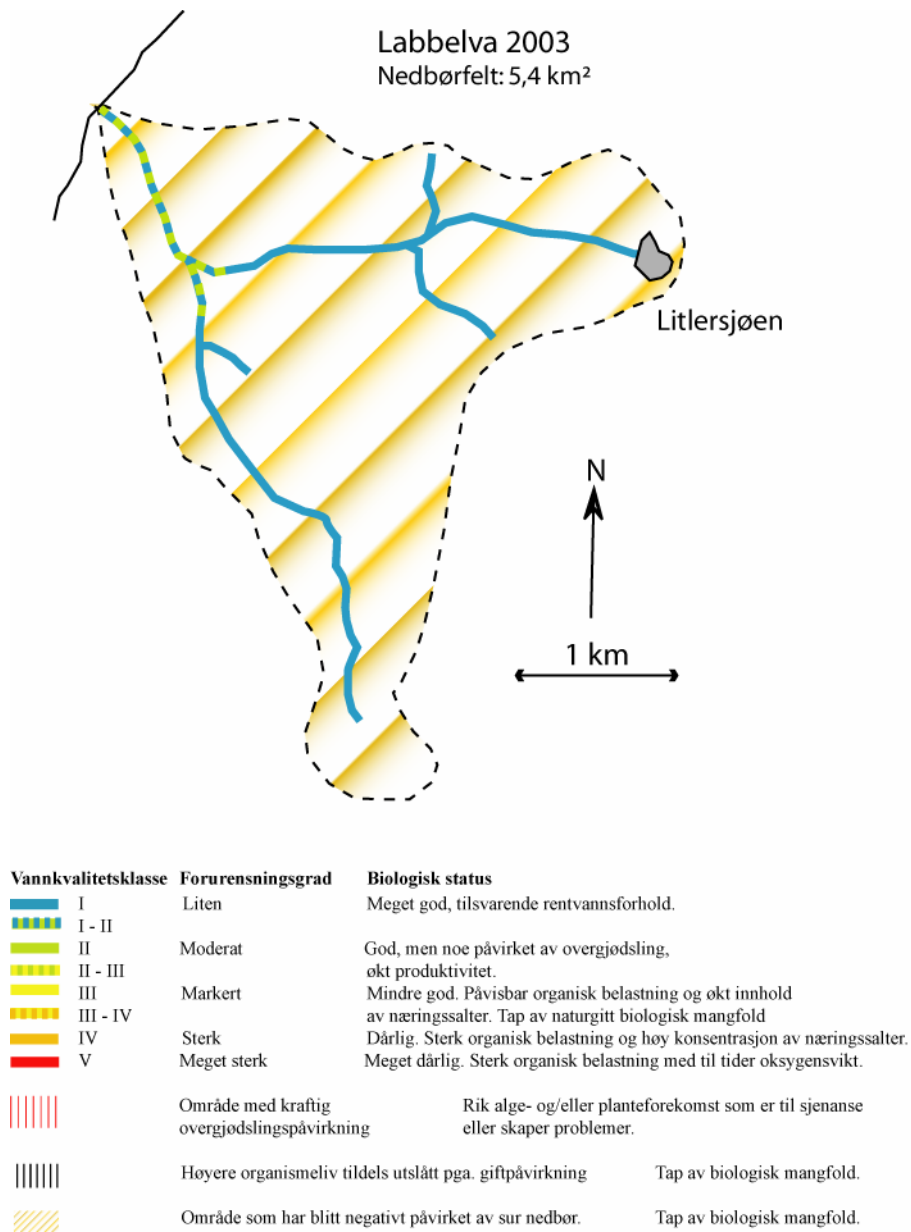 Labbelva 2003
Nedbørfelt: 5,4 km²
Litlersjøen
N
1 km
Vannkvalitetsklasse Forurensningsgrad Biologisk status
I Liten Meget god, tilsvarende rentvannsforhold.
I - II
II Moderat God, men noe påvirket av overgjødsling,
II - III økt produktivitet.
III Markert Mindre god. Påvisbar organisk belastning og økt innhold
III - IV av næringssalter. Tap av naturgitt biologisk mangfold
IV Sterk Dårlig. Sterk organisk belastning og høy konsentrasjon av næringssalter.
V Meget sterk Meget dårlig. Sterk organisk belastning med til tider oksygensvikt.
Område med kraftig Rik alge- og/eller planteforekomst som er til sjenanse
overgjødslingspåvirkning eller skaper problemer.
Høyere organismeliv tildels utslått pga. giftpåvirkning Tap av biologisk mangfold.
Område som har blitt negativt påvirket av sur nedbør. Tap av biologisk mangfold.